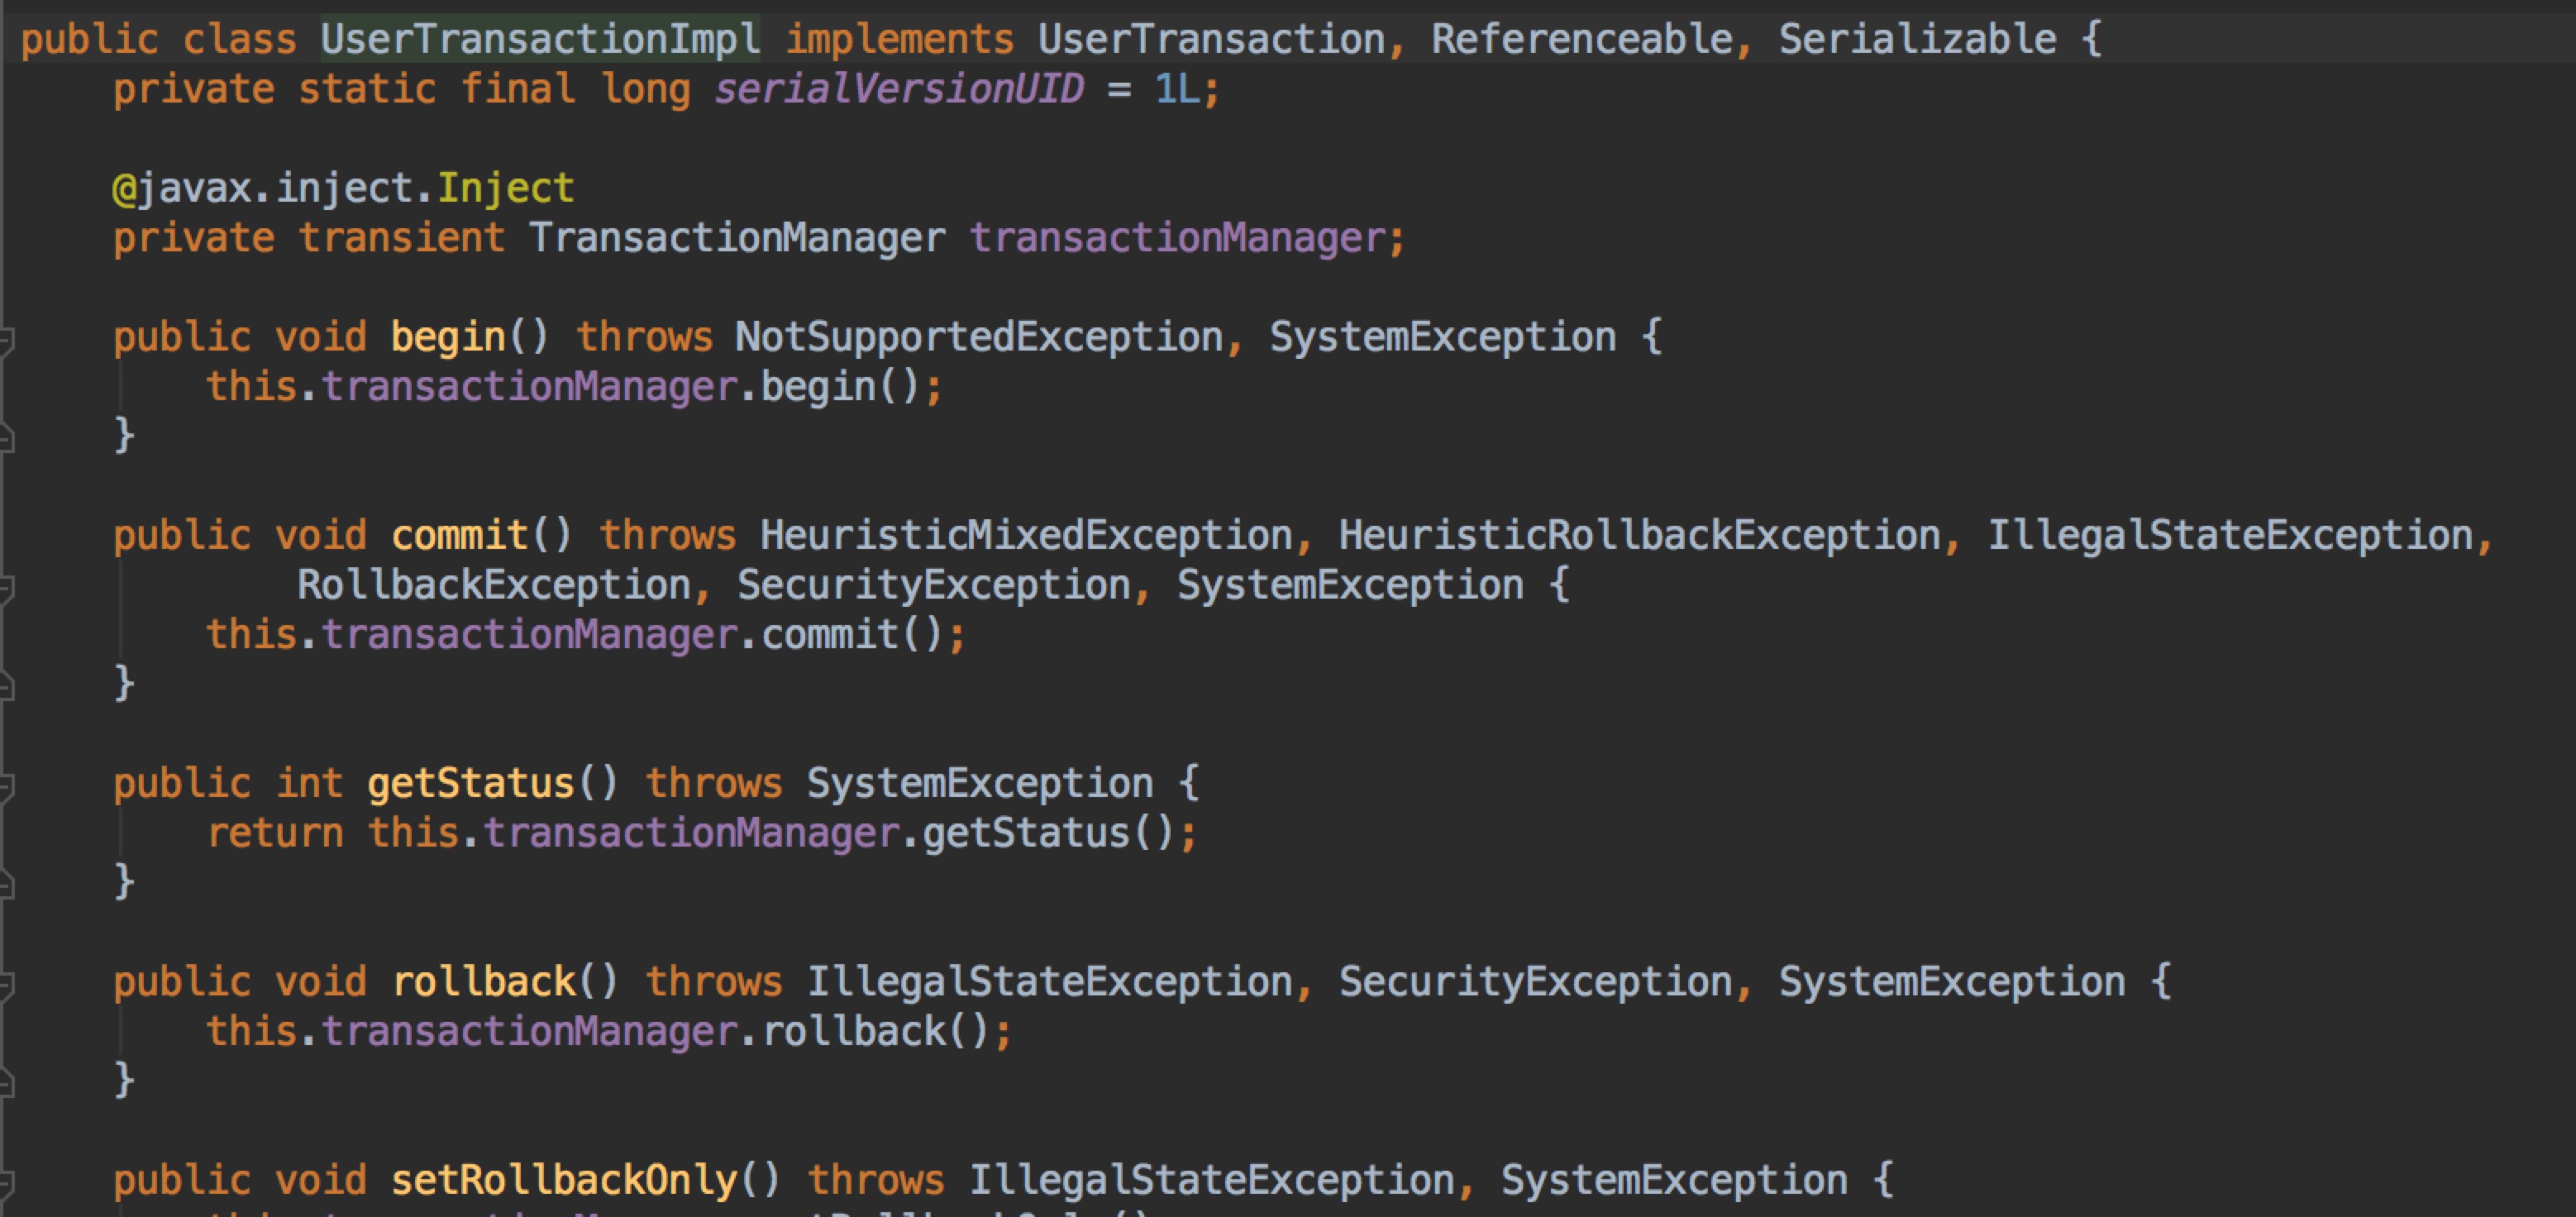 public class UserTransactionImpl implements UserTransaction, Referenceable, Serializable {
private static final long serialVersionUID = 1L;
@javax.inject.Inject
private transient TransactionManager transactionManager;
public void begin() throws NotSupportedException, SystemException {
this.transactionManager.begin();
}
public void commit() throws HeuristicMixedException, HeuristicRollbackException, IllegalStateException,
RollbackException, SecurityException, SystemException {
this.transactionManager.commit();
}
public int getStatus() throws SystemException {
return this.transactionManager.getStatus();
}
public void rollback() throws IllegalStateException, SecurityException, SystemException {
this.transactionManager.rollback();
}
public void setRollbackOnly() throws IllegalStateException, SystemException {